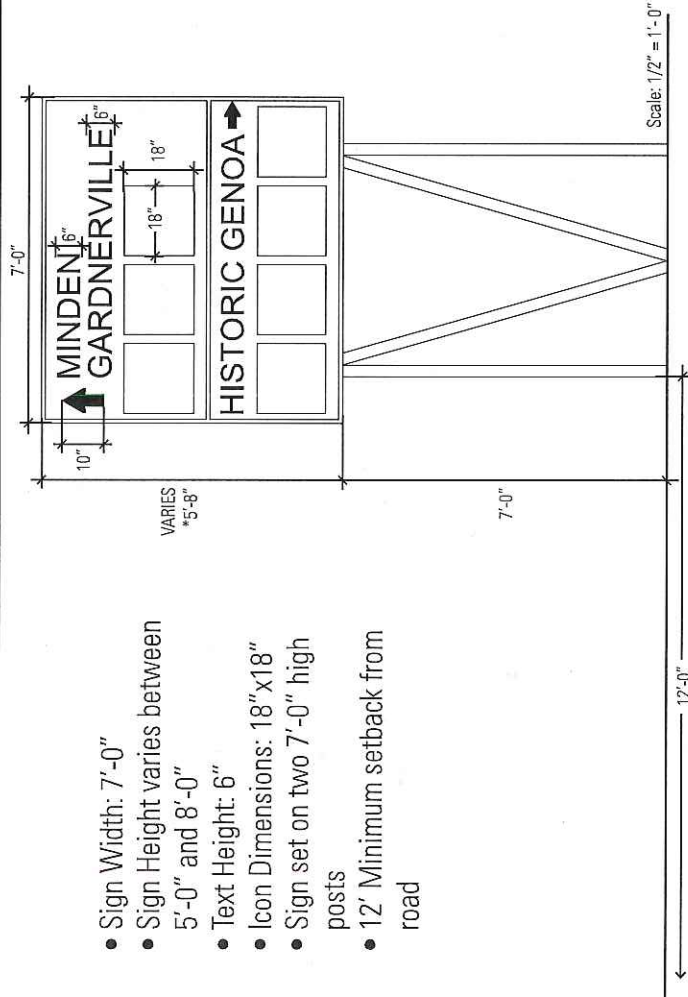 • Sign Width: 7'-0"
• Sign Height varies between
5'-0" and 8'-0"
• Text Height: 6"
• Icon Dimensions: 18"x18"
• Sign set on two 7'-0" high
posts
• 12' Minimum setback from
road
7'-0"
10"
MINDEN
6"
GARDNERVILLE
6"
18"
18"
HISTORIC GENOA
VARIES
*5'-8"
7'-0"
12'-0"
Scale: 1/2" = 1'-0"